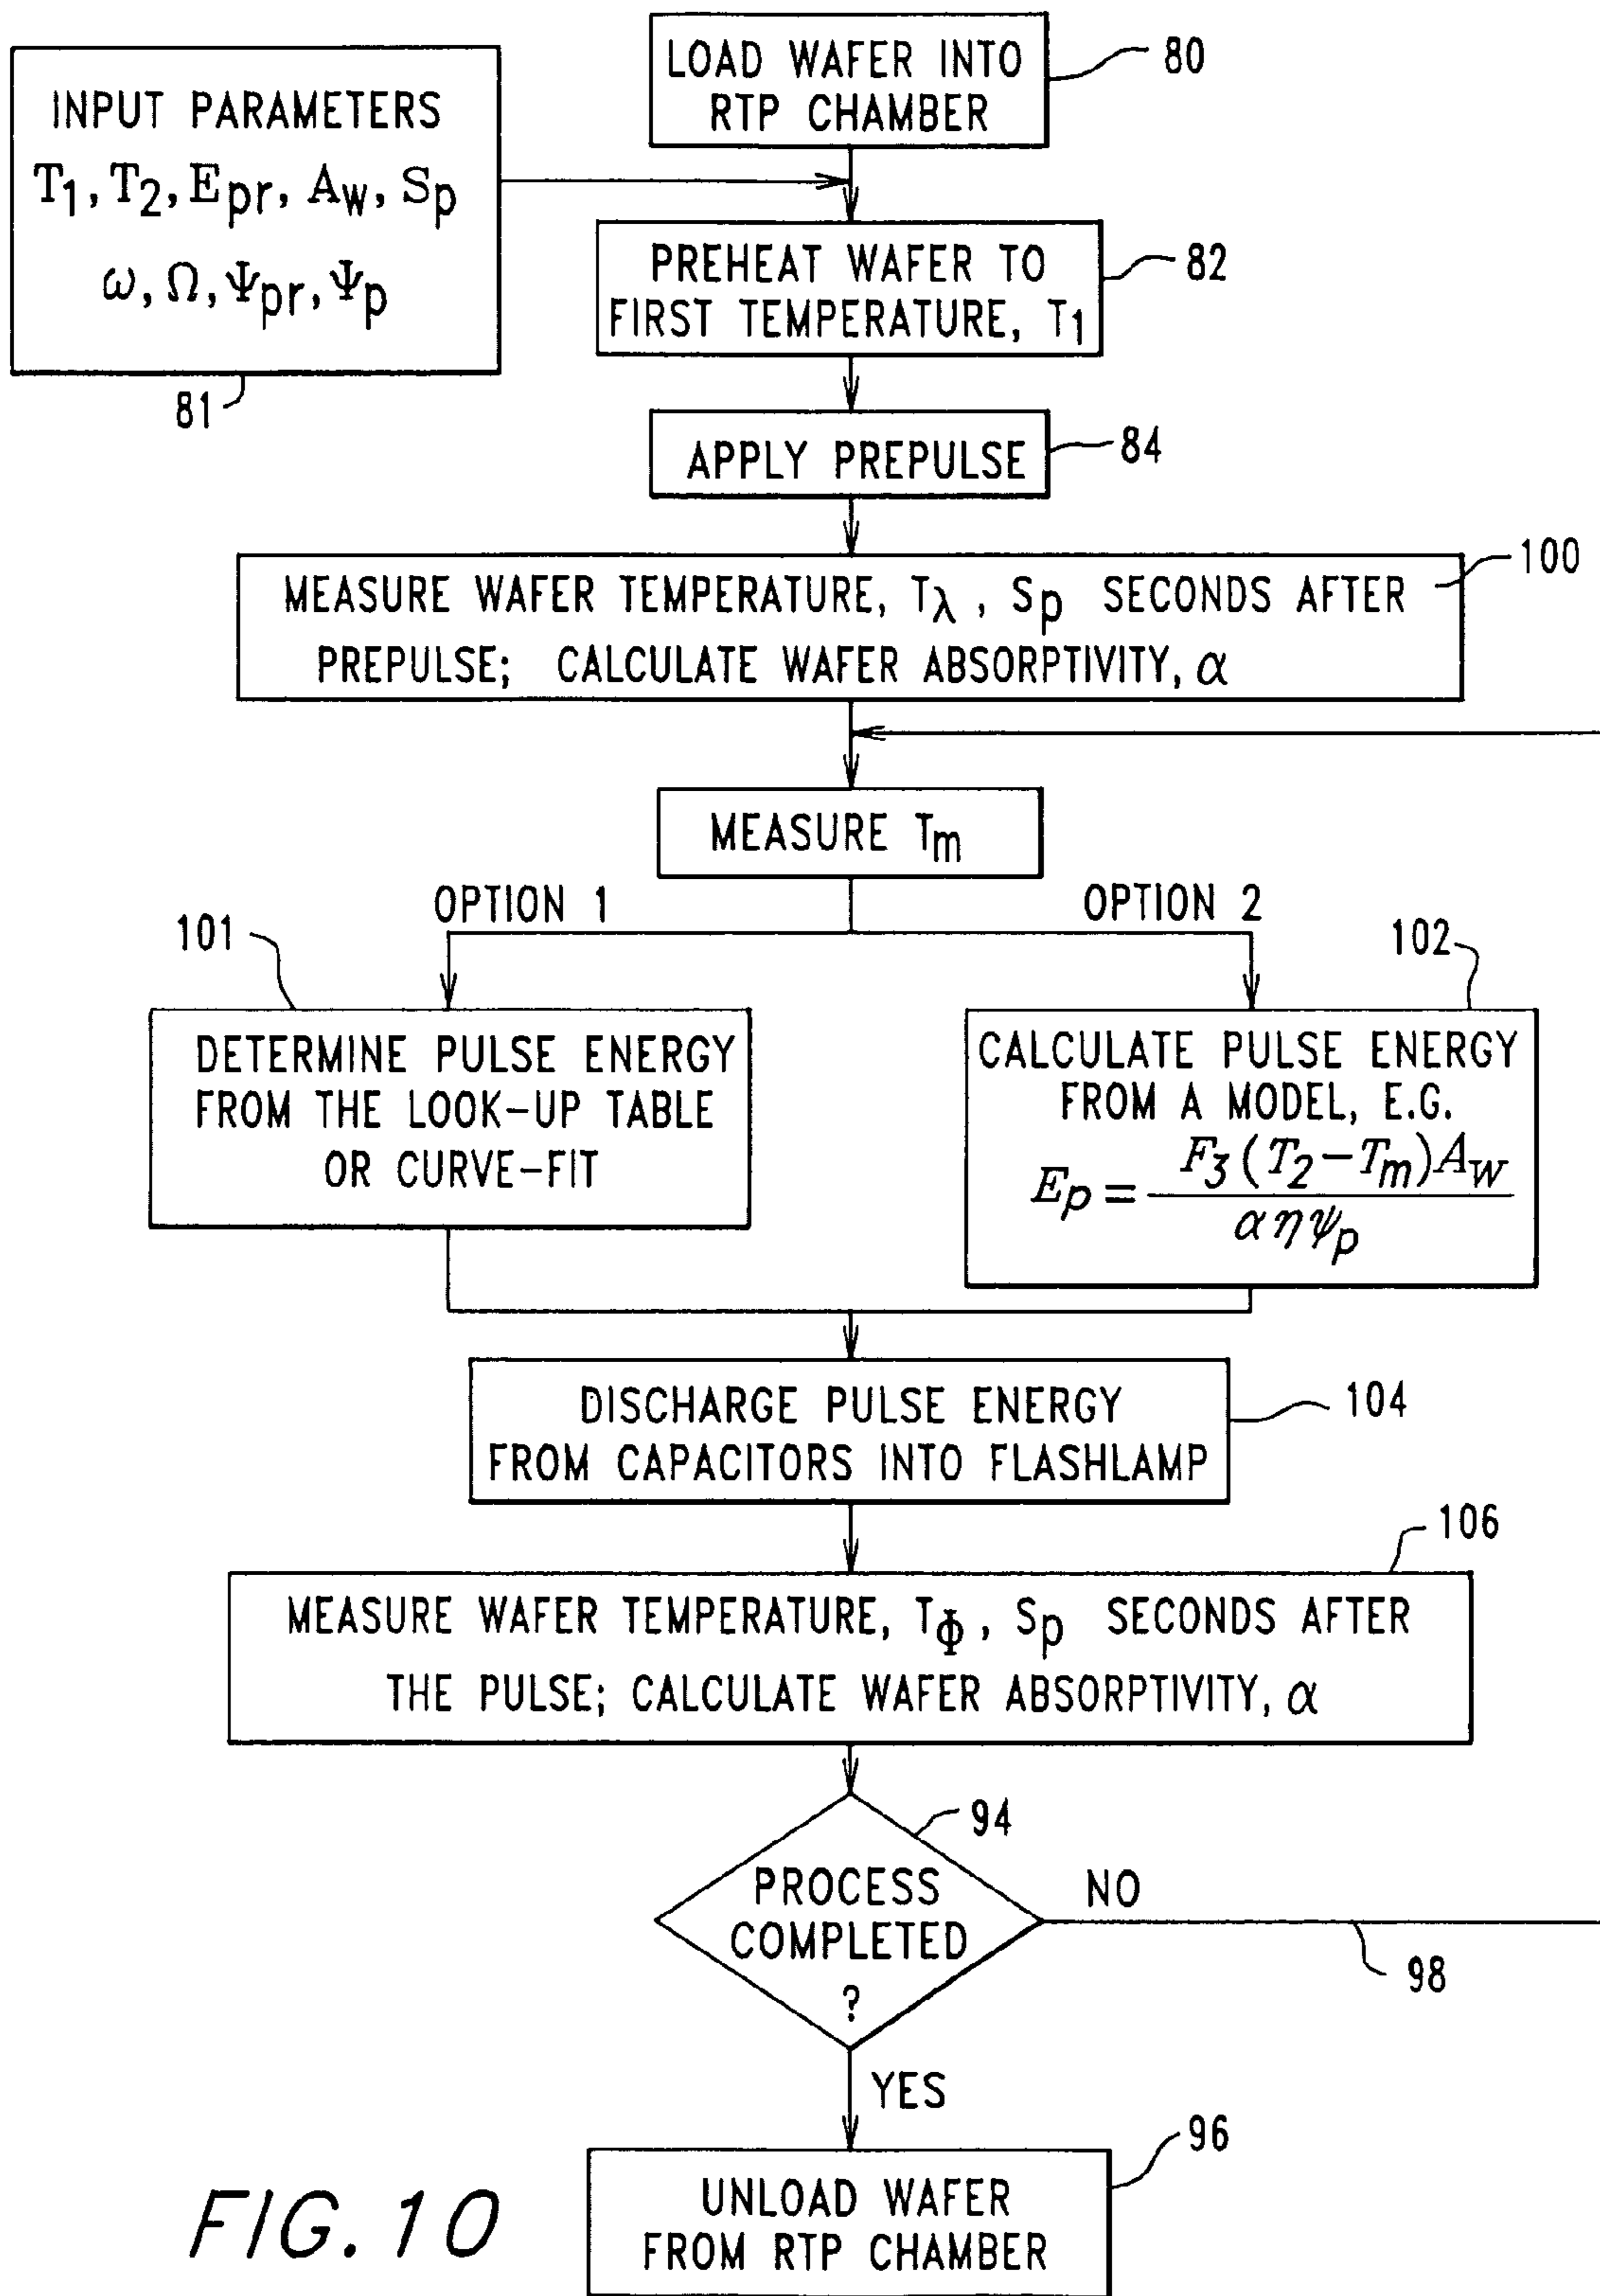 LOAD WAFER INTO
RTP CHAMBER
80
INPUT PARAMETERS
T1, T2, Epr, Aw, Sp
ω, Ω, Ψpr, Ψp
81
PREHEAT WAFER TO
FIRST TEMPERATURE, T1
82
APPLY PREPULSE
84
MEASURE WAFER TEMPERATURE, Tλ, Sp SECONDS AFTER
PREPULSE; CALCULATE WAFER ABSORPTIVITY, α
100
MEASURE Tm
OPTION 1
OPTION 2
101
102
DETERMINE PULSE ENERGY
FROM THE LOOK-UP TABLE
OR CURVE-FIT
CALCULATE PULSE ENERGY
FROM A MODEL, E.G.
Ep = F3 (T2-Tm)Aw / α η ψp
DISCHARGE PULSE ENERGY
FROM CAPACITORS INTO FLASHLAMP
104
106
MEASURE WAFER TEMPERATURE, TΦ, Sp SECONDS AFTER
THE PULSE; CALCULATE WAFER ABSORPTIVITY, α
94
PROCESS
COMPLETED
?
NO
98
YES
96
UNLOAD WAFER
FROM RTP CHAMBER
FIG. 10